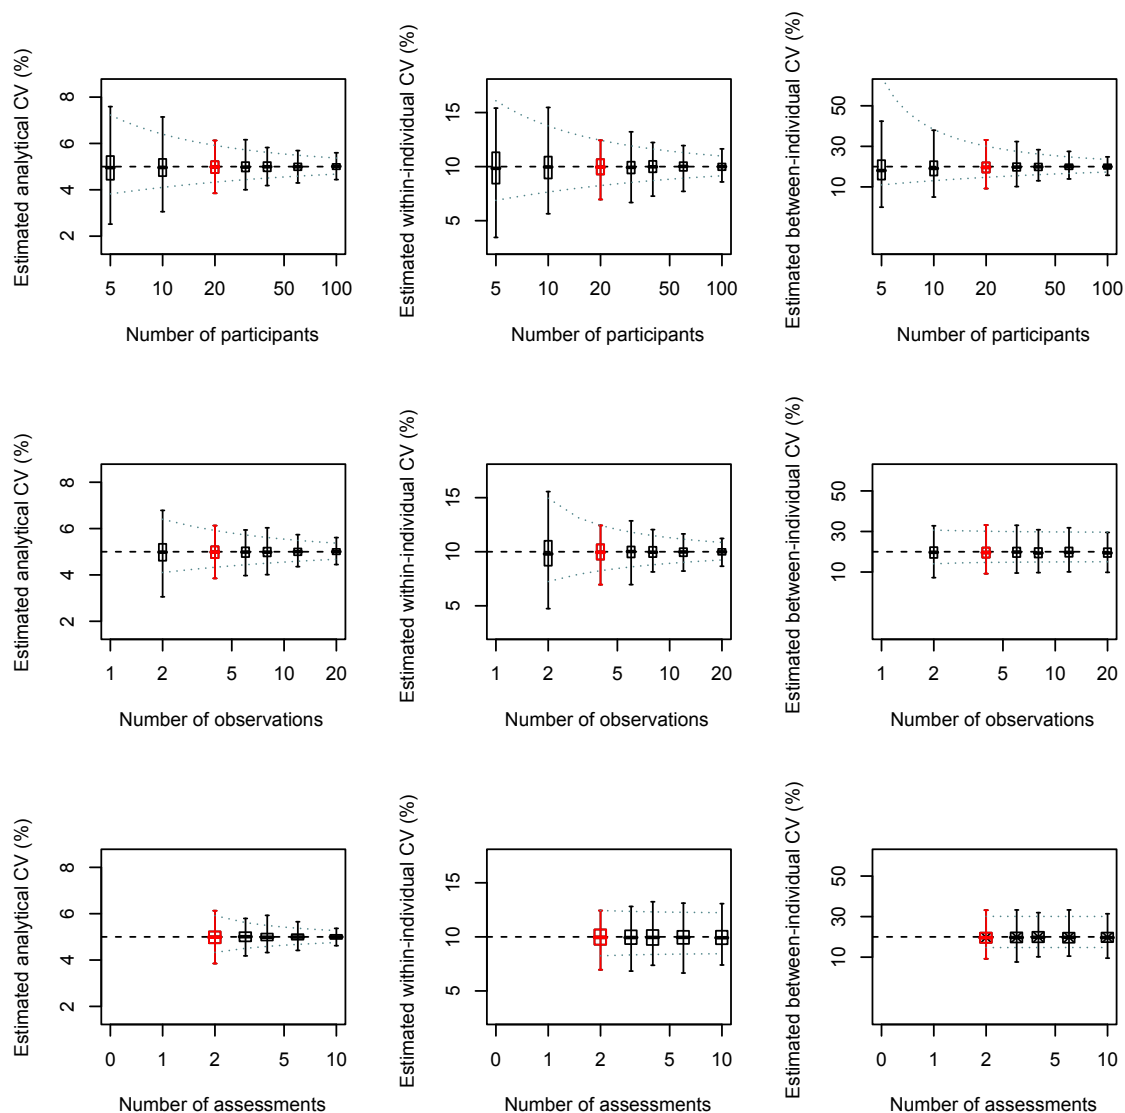 Estimated analytical CV (%)
8
6
4
2
5 10 20 50 100
Number of participants
Estimated within-individual CV (%)
15
10
5
5 10 20 50 100
Number of participants
Estimated between-individual CV (%)
50
30
10
5 10 20 50 100
Number of participants
Estimated analytical CV (%)
8
6
4
2
1 2 5 10 20
Number of observations
Estimated within-individual CV (%)
15
10
5
1 2 5 10 20
Number of observations
Estimated between-individual CV (%)
50
30
10
1 2 5 10 20
Number of observations
Estimated analytical CV (%)
8
6
4
2
0 1 2 5 10
Number of assessments
Estimated within-individual CV (%)
15
10
5
0 1 2 5 10
Number of assessments
Estimated between-individual CV (%)
50
30
10
0 1 2 5 10
Number of assessments